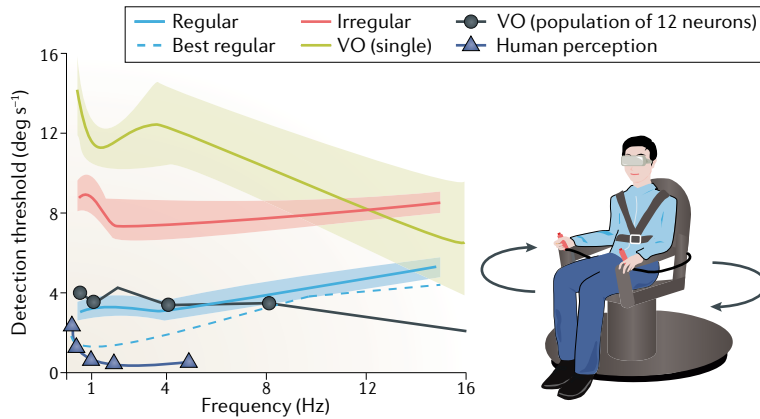 Regular Irregular VO (population of 12 neurons)
Best regular VO (single) Human perception
16
12
8
4
0
Detection threshold (deg s⁻¹)
1 4 8 12 16
Frequency (Hz)